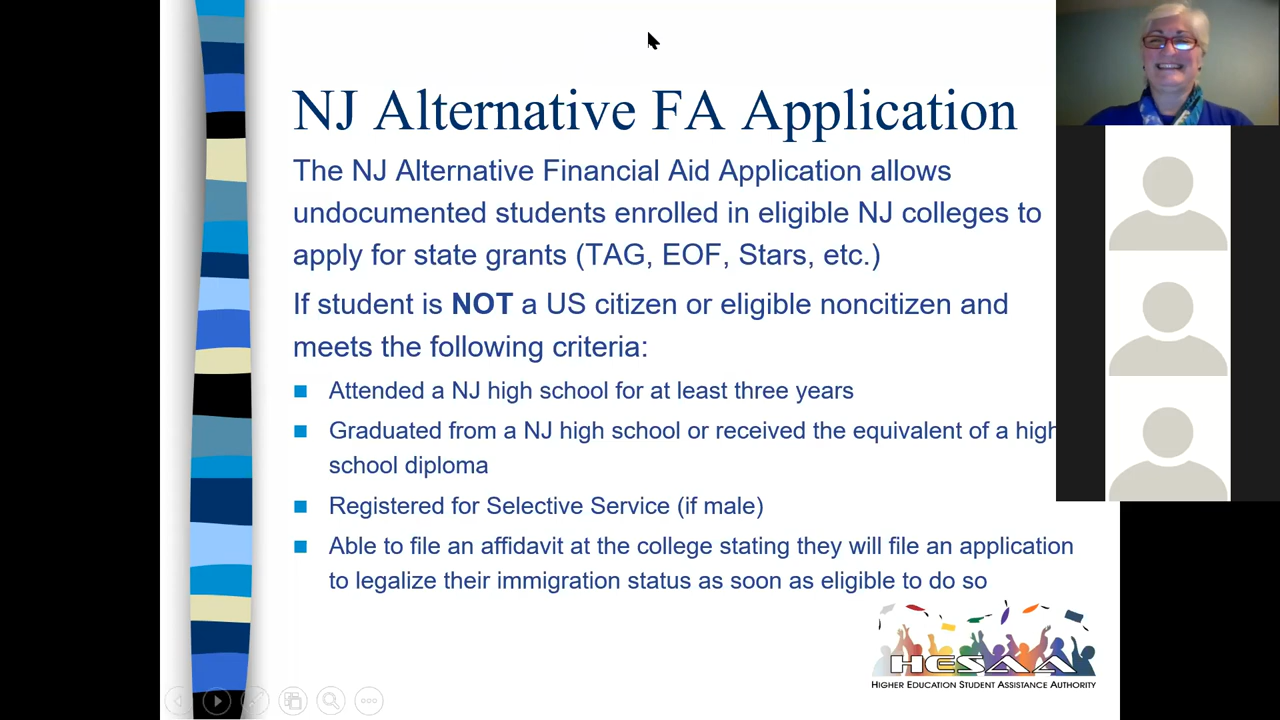 NJ Alternative FA Application
The NJ Alternative Financial Aid Application allows
undocumented students enrolled in eligible NJ colleges to
apply for state grants (TAG, EOF, Stars, etc.)
If student is NOT a US citizen or eligible noncitizen and
meets the following criteria:
Attended a NJ high school for at least three years
Graduated from a NJ high school or received the equivalent of a high
school diploma
Registered for Selective Service (if male)
Able to file an affidavit at the college stating they will file an application
to legalize their immigration status as soon as eligible to do so
HESAA
HIGHER EDUCATION STUDENT ASSISTANCE AUTHORITY